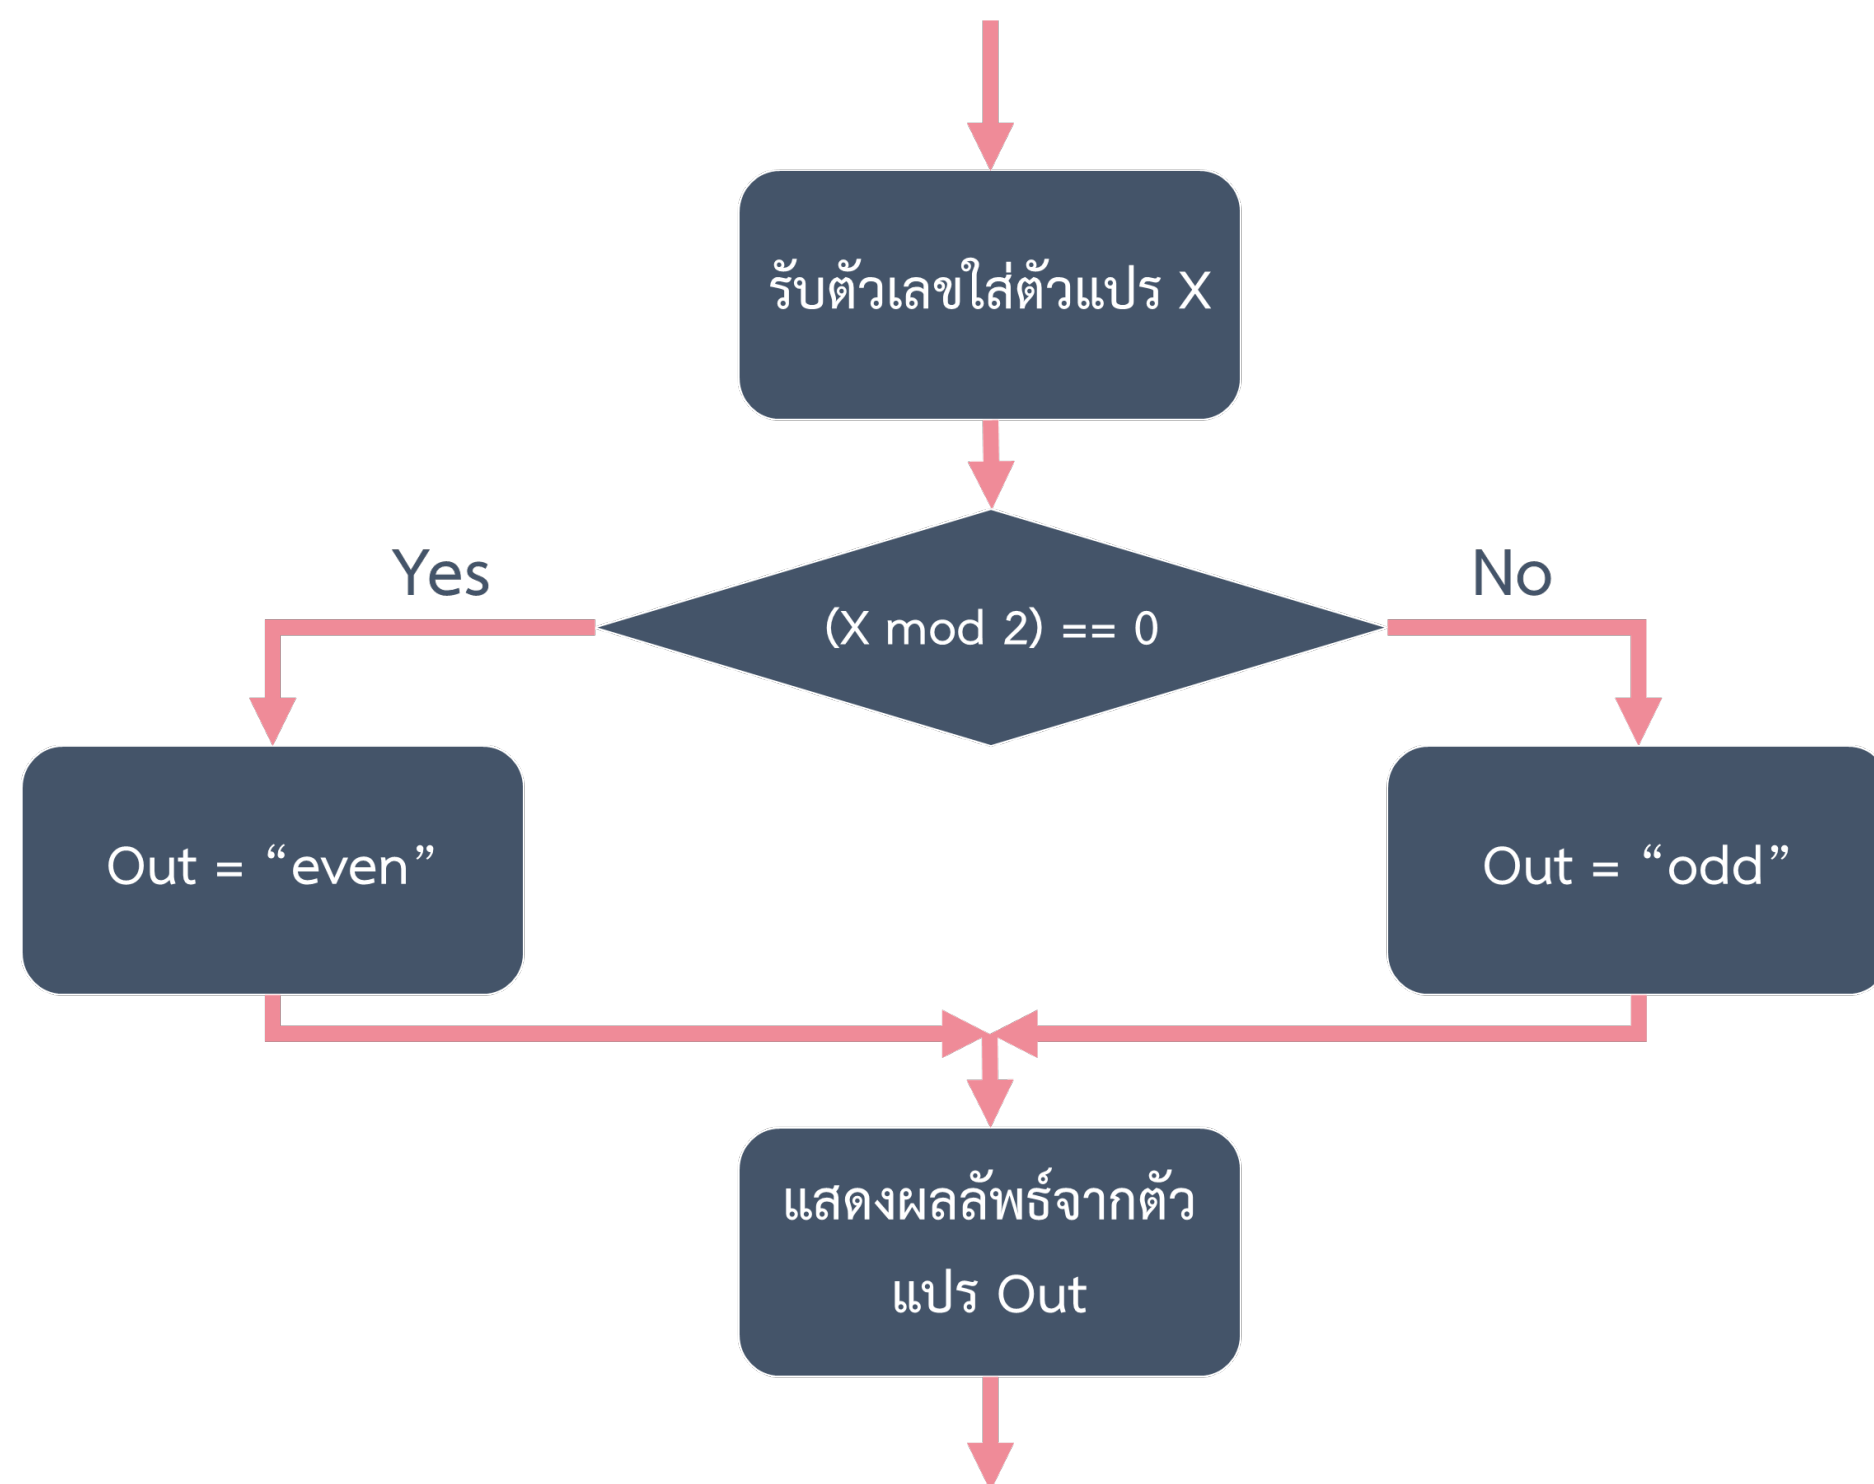 รับตัวเลขใส่ตัวแปร X
Yes
No
(X mod 2) == 0
Out = “even”
Out = “odd”
แสดงผลลัพธ์จากตัว
แปร Out